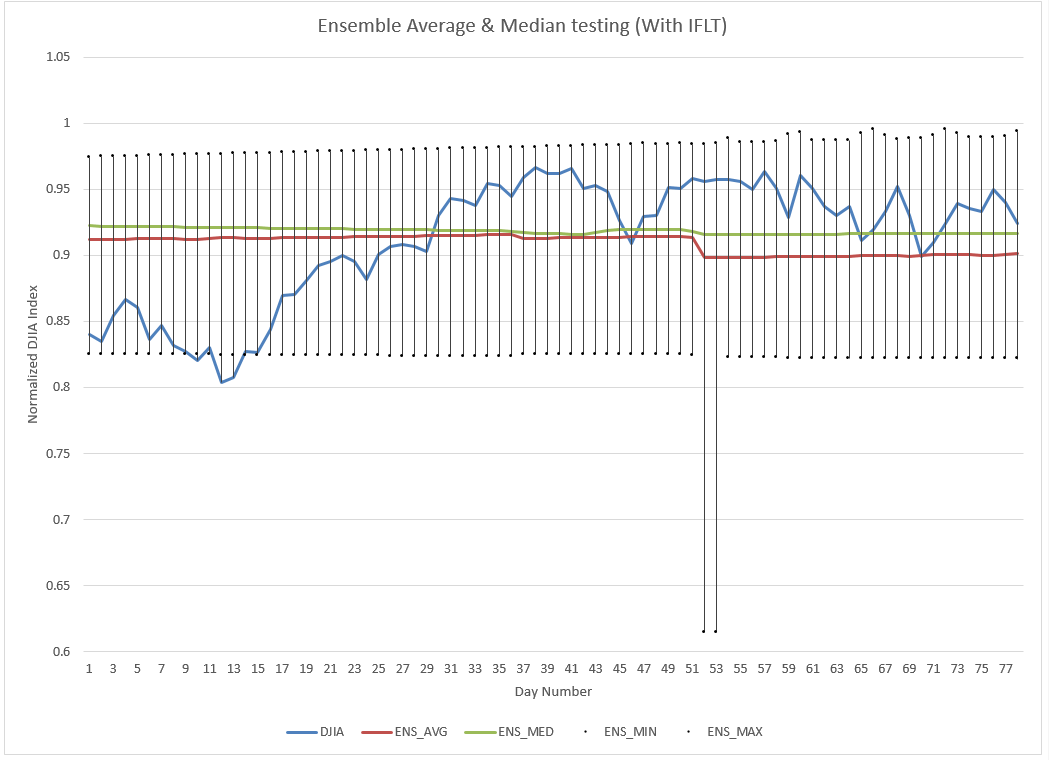 Ensemble Average & Median testing (With IFLT)
1.05
1
0.95
0.9
0.85
0.8
0.75
0.7
0.65
0.6
Normalized DJIA Index
1 3 5 7 9 11 13 15 17 19 21 23 25 27 29 31 33 35 37 39 41 43 45 47 49 51 53 55 57 59 61 63 65 67 69 71 73 75 77
Day Number
DJIA ENS_AVG ENS_MED ENS_MIN ENS_MAX